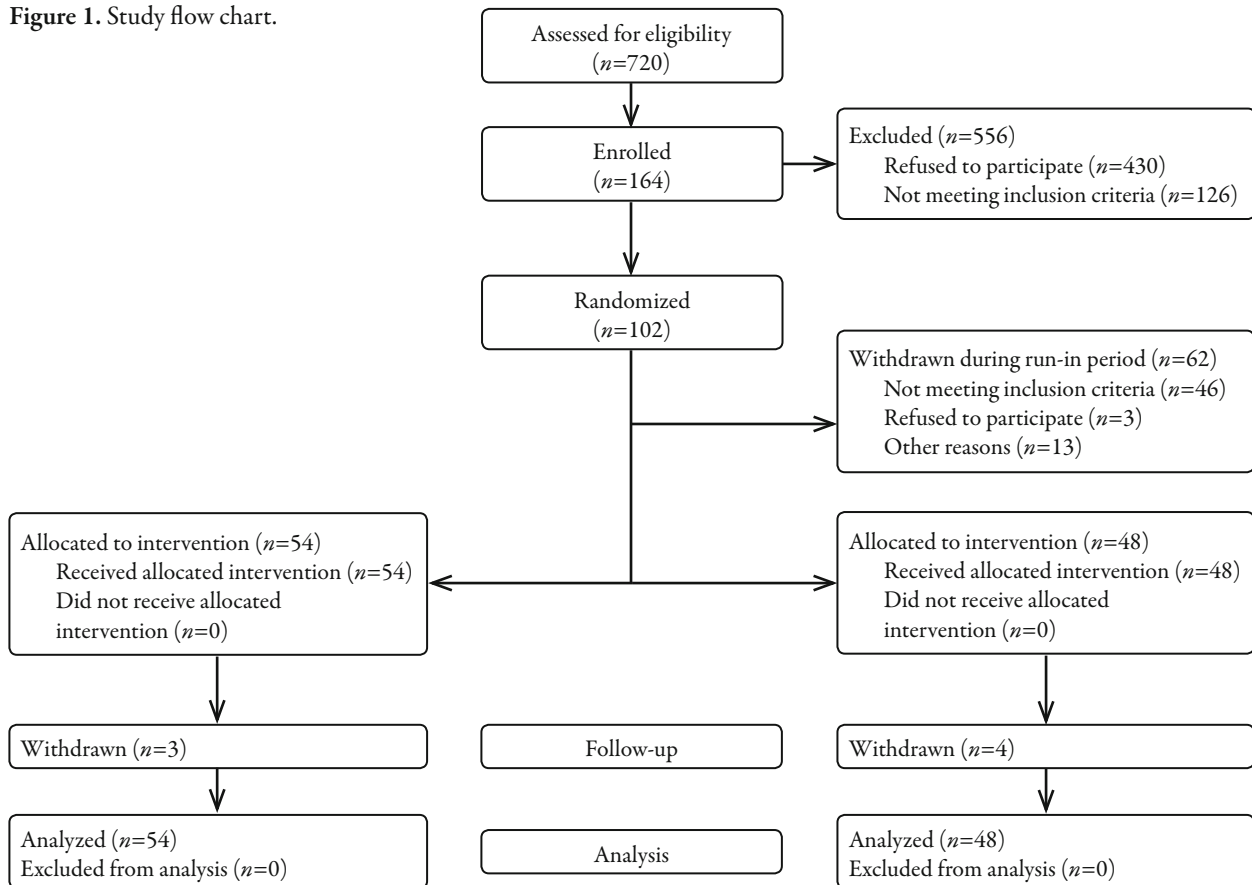 Figure 1. Study flow chart.
Assessed for eligibility
(n=720)
Enrolled
(n=164)
Excluded (n=556)
Refused to participate (n=430)
Not meeting inclusion criteria (n=126)
Randomized
(n=102)
Withdrawn during run-in period (n=62)
Not meeting inclusion criteria (n=46)
Refused to participate (n=3)
Other reasons (n=13)
Allocated to intervention (n=54)
Received allocated intervention (n=54)
Did not receive allocated
intervention (n=0)
Allocated to intervention (n=48)
Received allocated intervention (n=48)
Did not receive allocated
intervention (n=0)
Withdrawn (n=3)
Follow-up
Withdrawn (n=4)
Analyzed (n=54)
Excluded from analysis (n=0)
Analysis
Analyzed (n=48)
Excluded from analysis (n=0)